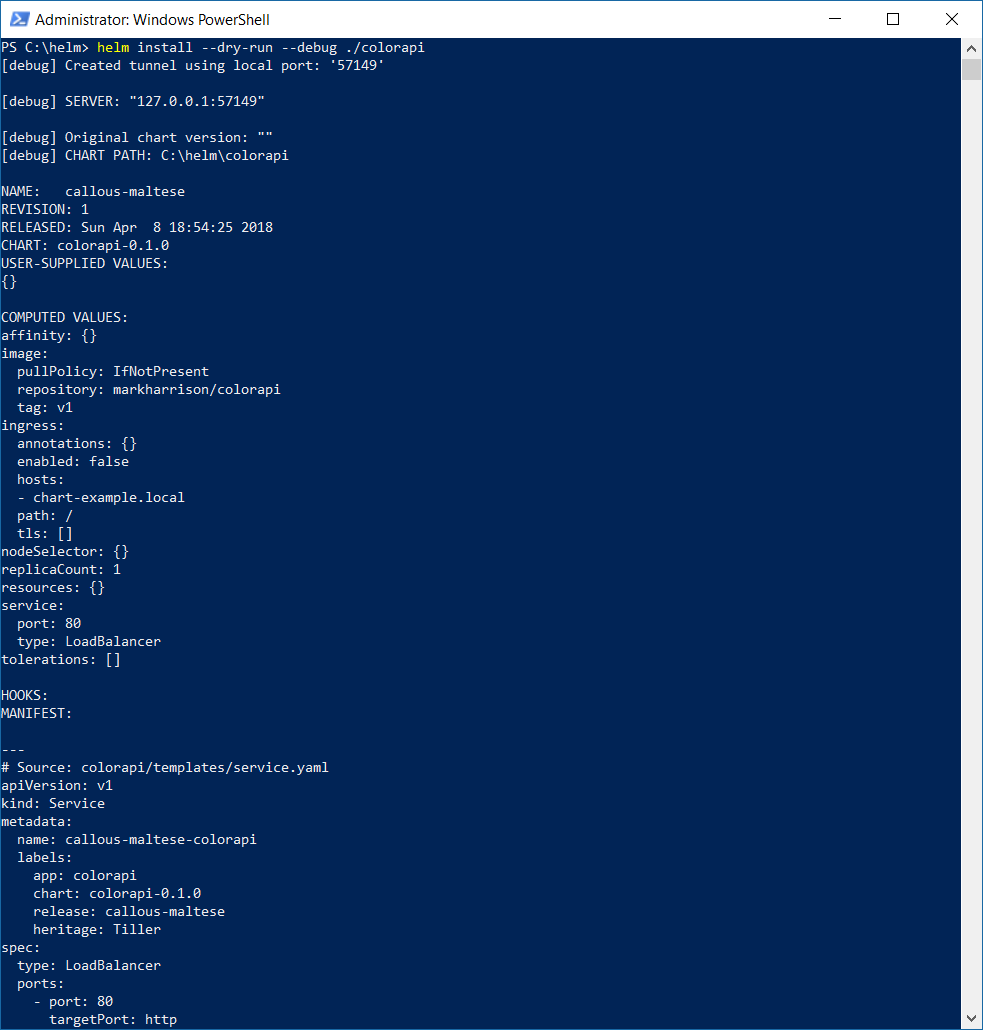 Administrator: Windows PowerShell
PS C:\helm> helm install --dry-run --debug ./colorapi
[debug] Created tunnel using local port: '57149'

[debug] SERVER: "127.0.0.1:57149"

[debug] Original chart version: ""
[debug] CHART PATH: C:\helm\colorapi

NAME:   callous-maltese
REVISION: 1
RELEASED: Sun Apr  8 18:54:25 2018
CHART: colorapi-0.1.0
USER-SUPPLIED VALUES:
{}

COMPUTED VALUES:
affinity: {}
image:
  pullPolicy: IfNotPresent
  repository: markharrison/colorapi
  tag: v1
ingress:
  annotations: {}
  enabled: false
  hosts:
  - chart-example.local
  path: /
  tls: []
nodeSelector: {}
replicaCount: 1
resources: {}
service:
  port: 80
  type: LoadBalancer
tolerations: []

HOOKS:
MANIFEST:

---
# Source: colorapi/templates/service.yaml
apiVersion: v1
kind: Service
metadata:
  name: callous-maltese-colorapi
  labels:
    app: colorapi
    chart: colorapi-0.1.0
    release: callous-maltese
    heritage: Tiller
spec:
  type: LoadBalancer
  ports:
    - port: 80
      targetPort: http